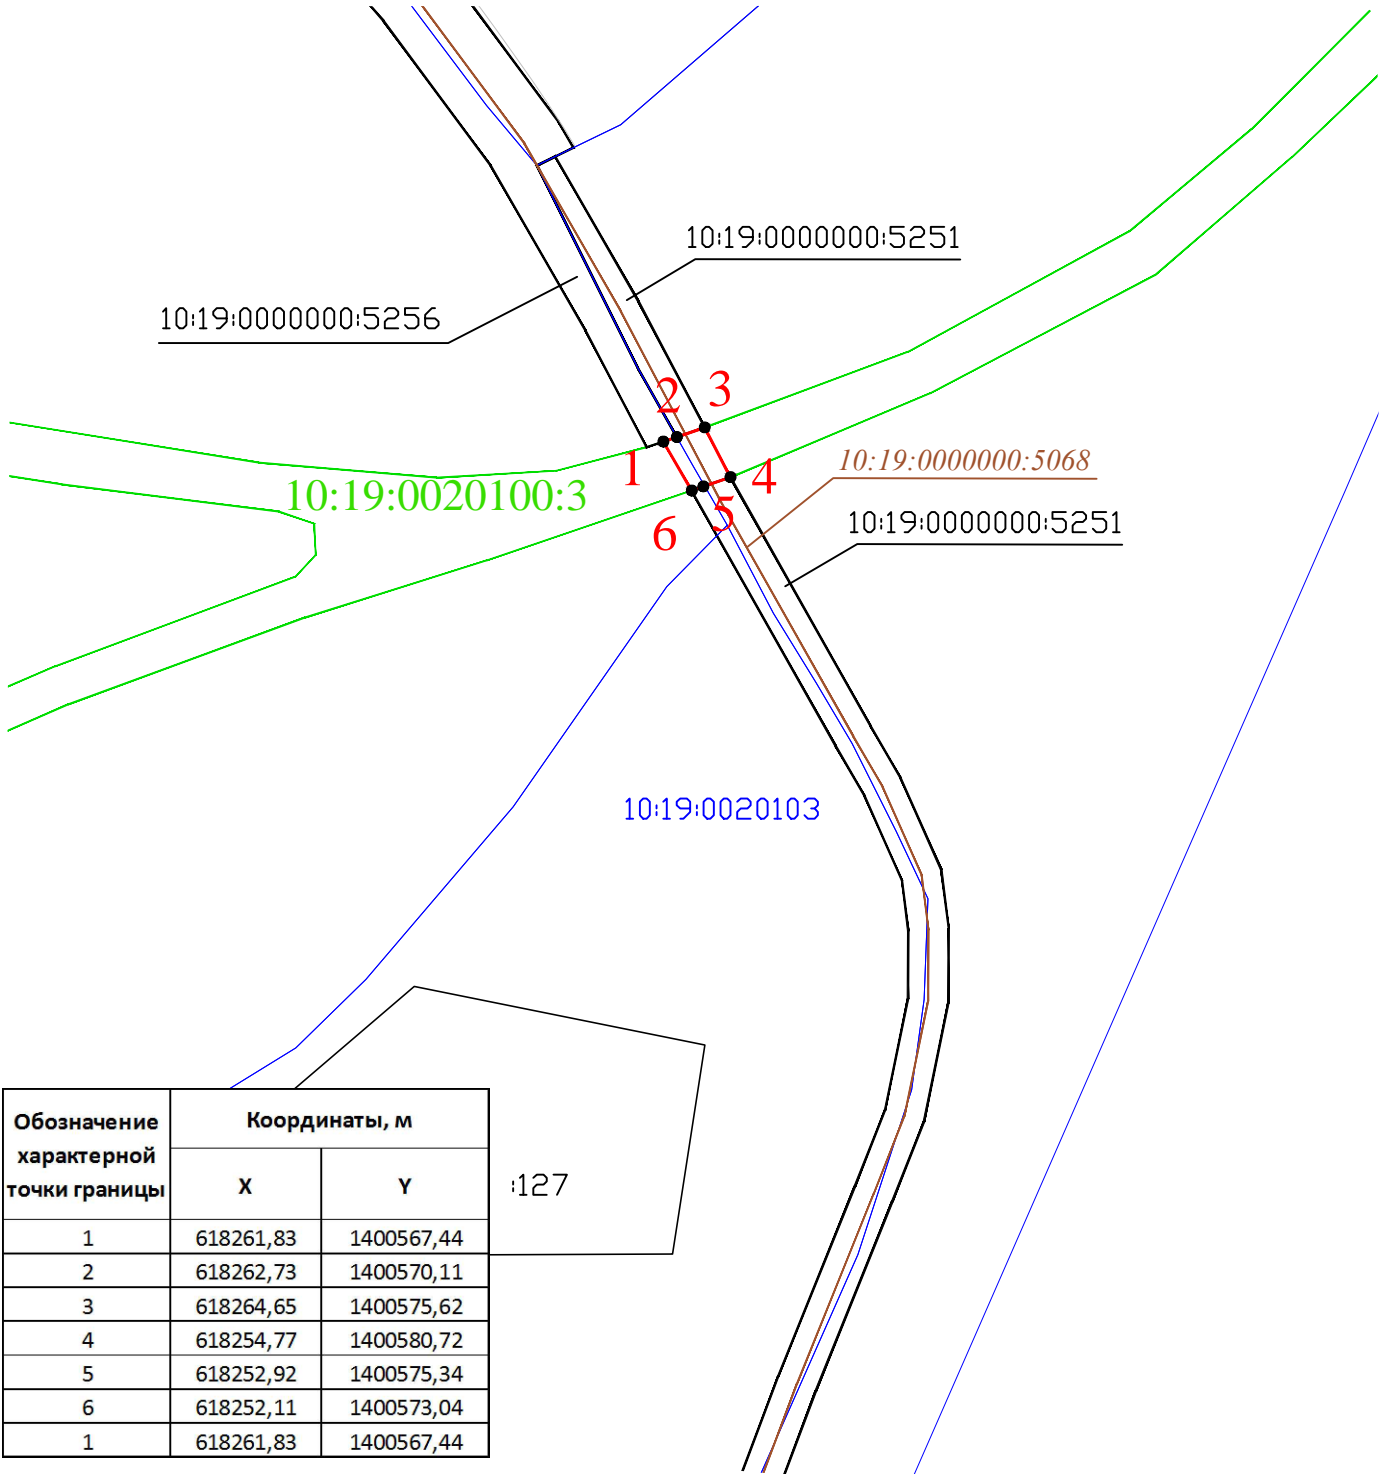 10:19:0000000:5251
10:19:0000000:5256
2
3
1
4
10:19:0000000:5068
10:19:0020100:3
5
6
10:19:0000000:5251
10:19:0020103
:127
Обозначение характерной точки границы
Координаты, м
X Y
1 618261,83 1400567,44
2 618262,73 1400570,11
3 618264,65 1400575,62
4 618254,77 1400580,72
5 618252,92 1400575,34
6 618252,11 1400573,04
1 618261,83 1400567,44